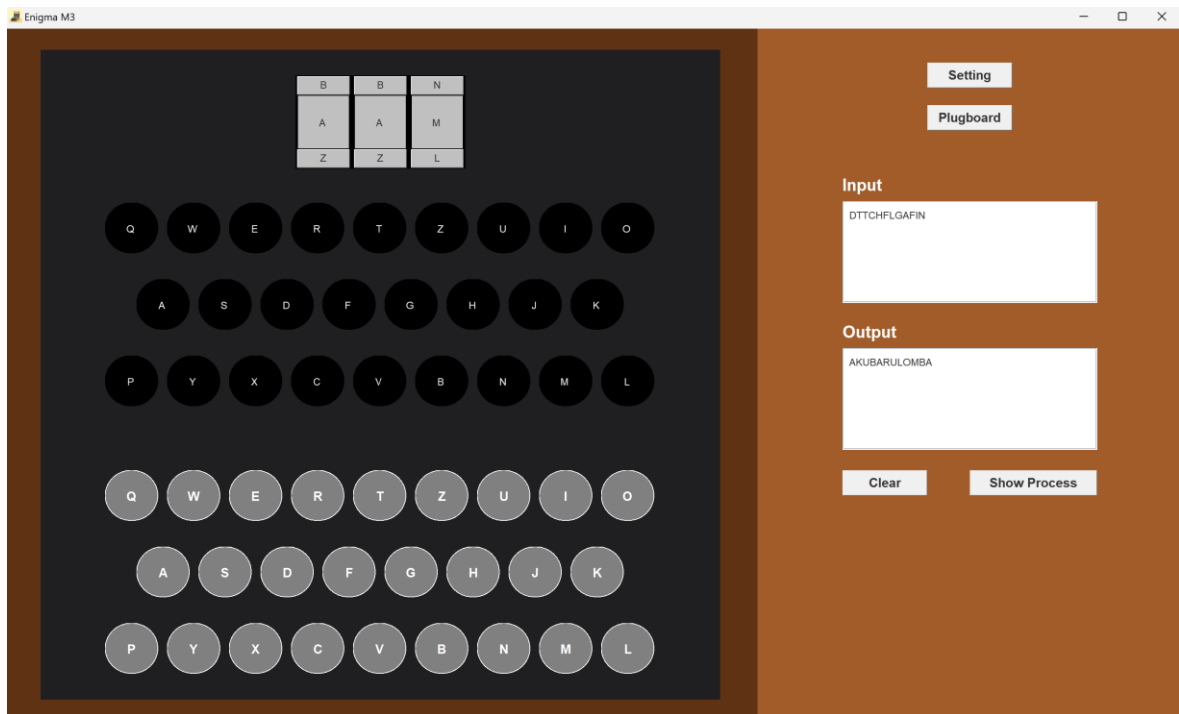 Enigma M3
B B N
A A M
Z Z L
Q W E R T Z U I O
A S D F G H J K
P Y X C V B N M L
Q W E R T Z U I O
A S D F G H J K
P Y X C V B N M L
Setting
Plugboard
Input
DTTCHFLGAFIN
Output
AKUBARULOMBA
Clear Show Process